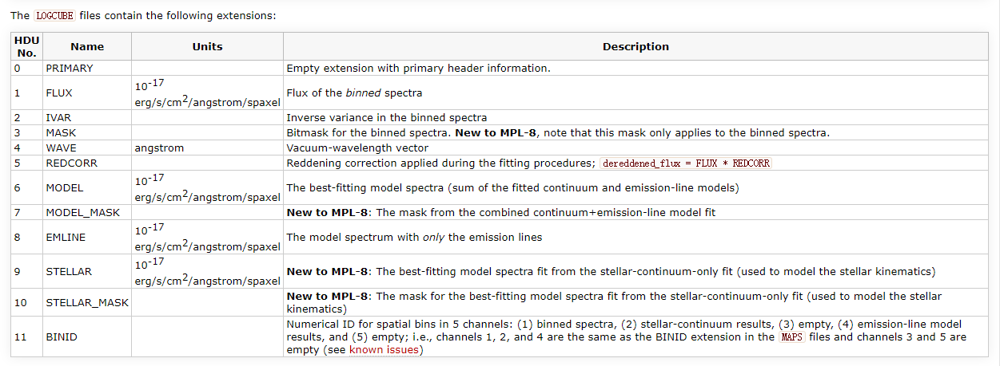 The LOGCUBE files contain the following extensions:
HDU No. Name Units Description
0 PRIMARY Empty extension with primary header information.
1 FLUX 10^-17 erg/s/cm^2/angstrom/spaxel Flux of the binned spectra
2 IVAR Inverse variance in the binned spectra
3 MASK Bitmask for the binned spectra. New to MPL-8, note that this mask only applies to the binned spectra.
4 WAVE angstrom Vacuum-wavelength vector
5 REDCORR Reddening correction applied during the fitting procedures; dereddened_flux = FLUX * REDCORR
6 MODEL 10^-17 erg/s/cm^2/angstrom/spaxel The best-fitting model spectra (sum of the fitted continuum and emission-line models)
7 MODEL_MASK New to MPL-8: The mask from the combined continuum+emission-line model fit
8 EMLINE 10^-17 erg/s/cm^2/angstrom/spaxel The model spectrum with only the emission lines
9 STELLAR 10^-17 erg/s/cm^2/angstrom/spaxel New to MPL-8: The best-fitting model spectra fit from the stellar-continuum-only fit (used to model the stellar kinematics)
10 STELLAR_MASK New to MPL-8: The mask for the best-fitting model spectra fit from the stellar-continuum-only fit (used to model the stellar
kinematics)
11 BINID Numerical ID for spatial bins in 5 channels: (1) binned spectra, (2) stellar-continuum results, (3) empty, (4) emission-line model
results, and (5) empty; i.e., channels 1, 2, and 4 are the same as the BINID extension in the MAPS files and channels 3 and 5 are
empty (see known issues)